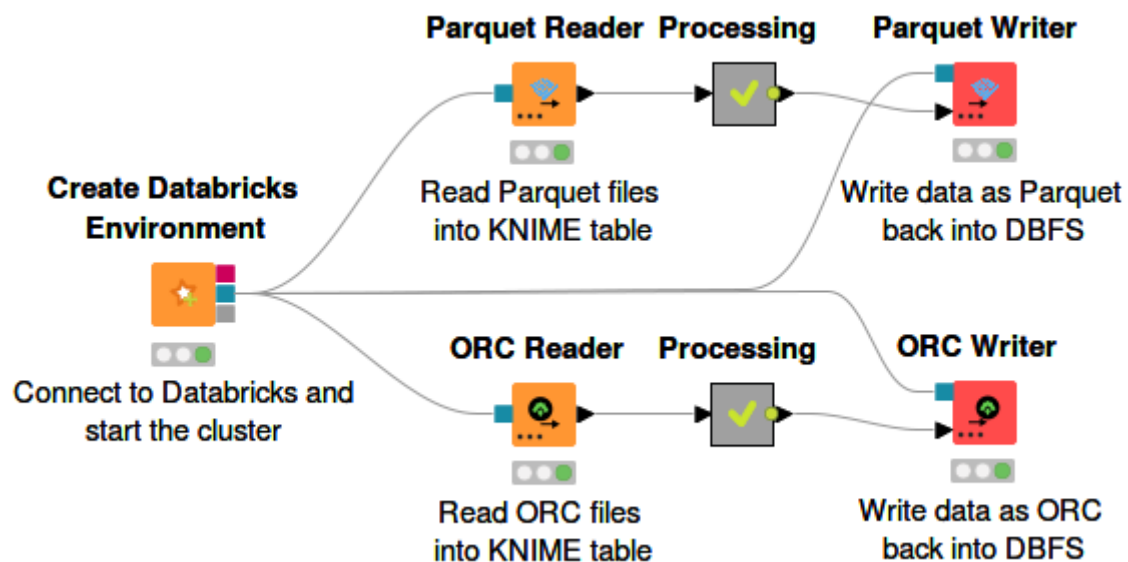 Parquet Reader
Processing
Parquet Writer
Read Parquet files
into KNIME table
Write data as Parquet
back into DBFS
Create Databricks
Environment
Connect to Databricks and
start the cluster
ORC Reader
Processing
ORC Writer
Read ORC files
into KNIME table
Write data as ORC
back into DBFS